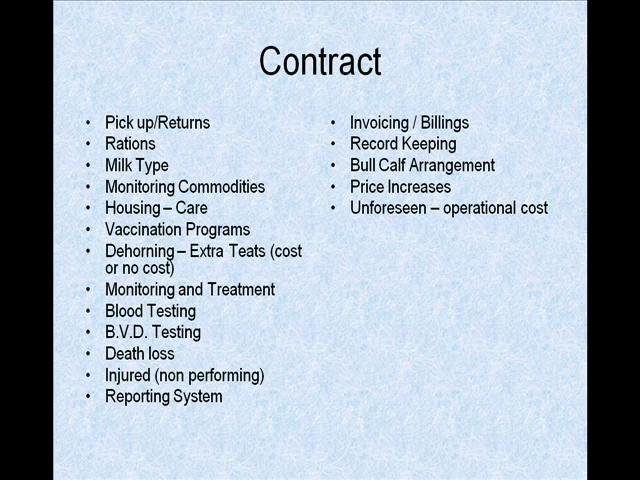 Contract
• Pick up/Returns
• Rations
• Milk Type
• Monitoring Commodities
• Housing – Care
• Vaccination Programs
• Dehorning – Extra Teats (cost
or no cost)
• Monitoring and Treatment
• Blood Testing
• B.V.D. Testing
• Death loss
• Injured (non performing)
• Reporting System
• Invoicing / Billings
• Record Keeping
• Bull Calf Arrangement
• Price Increases
• Unforeseen – operational cost